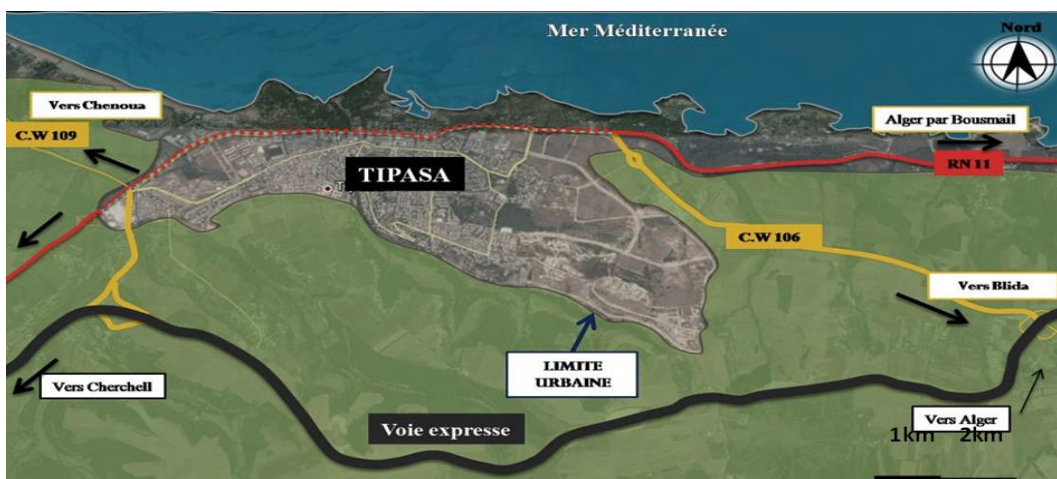 Mer Méditerranée
Nord
Vers Chenoua
C.W 109
Alger par Bousmail
RN 11
TIPASA
C.W 106
Vers Blida
LIMITE
URBAINE
Vers Cherchell
Voie expresse
Vers Alger
1km 2km